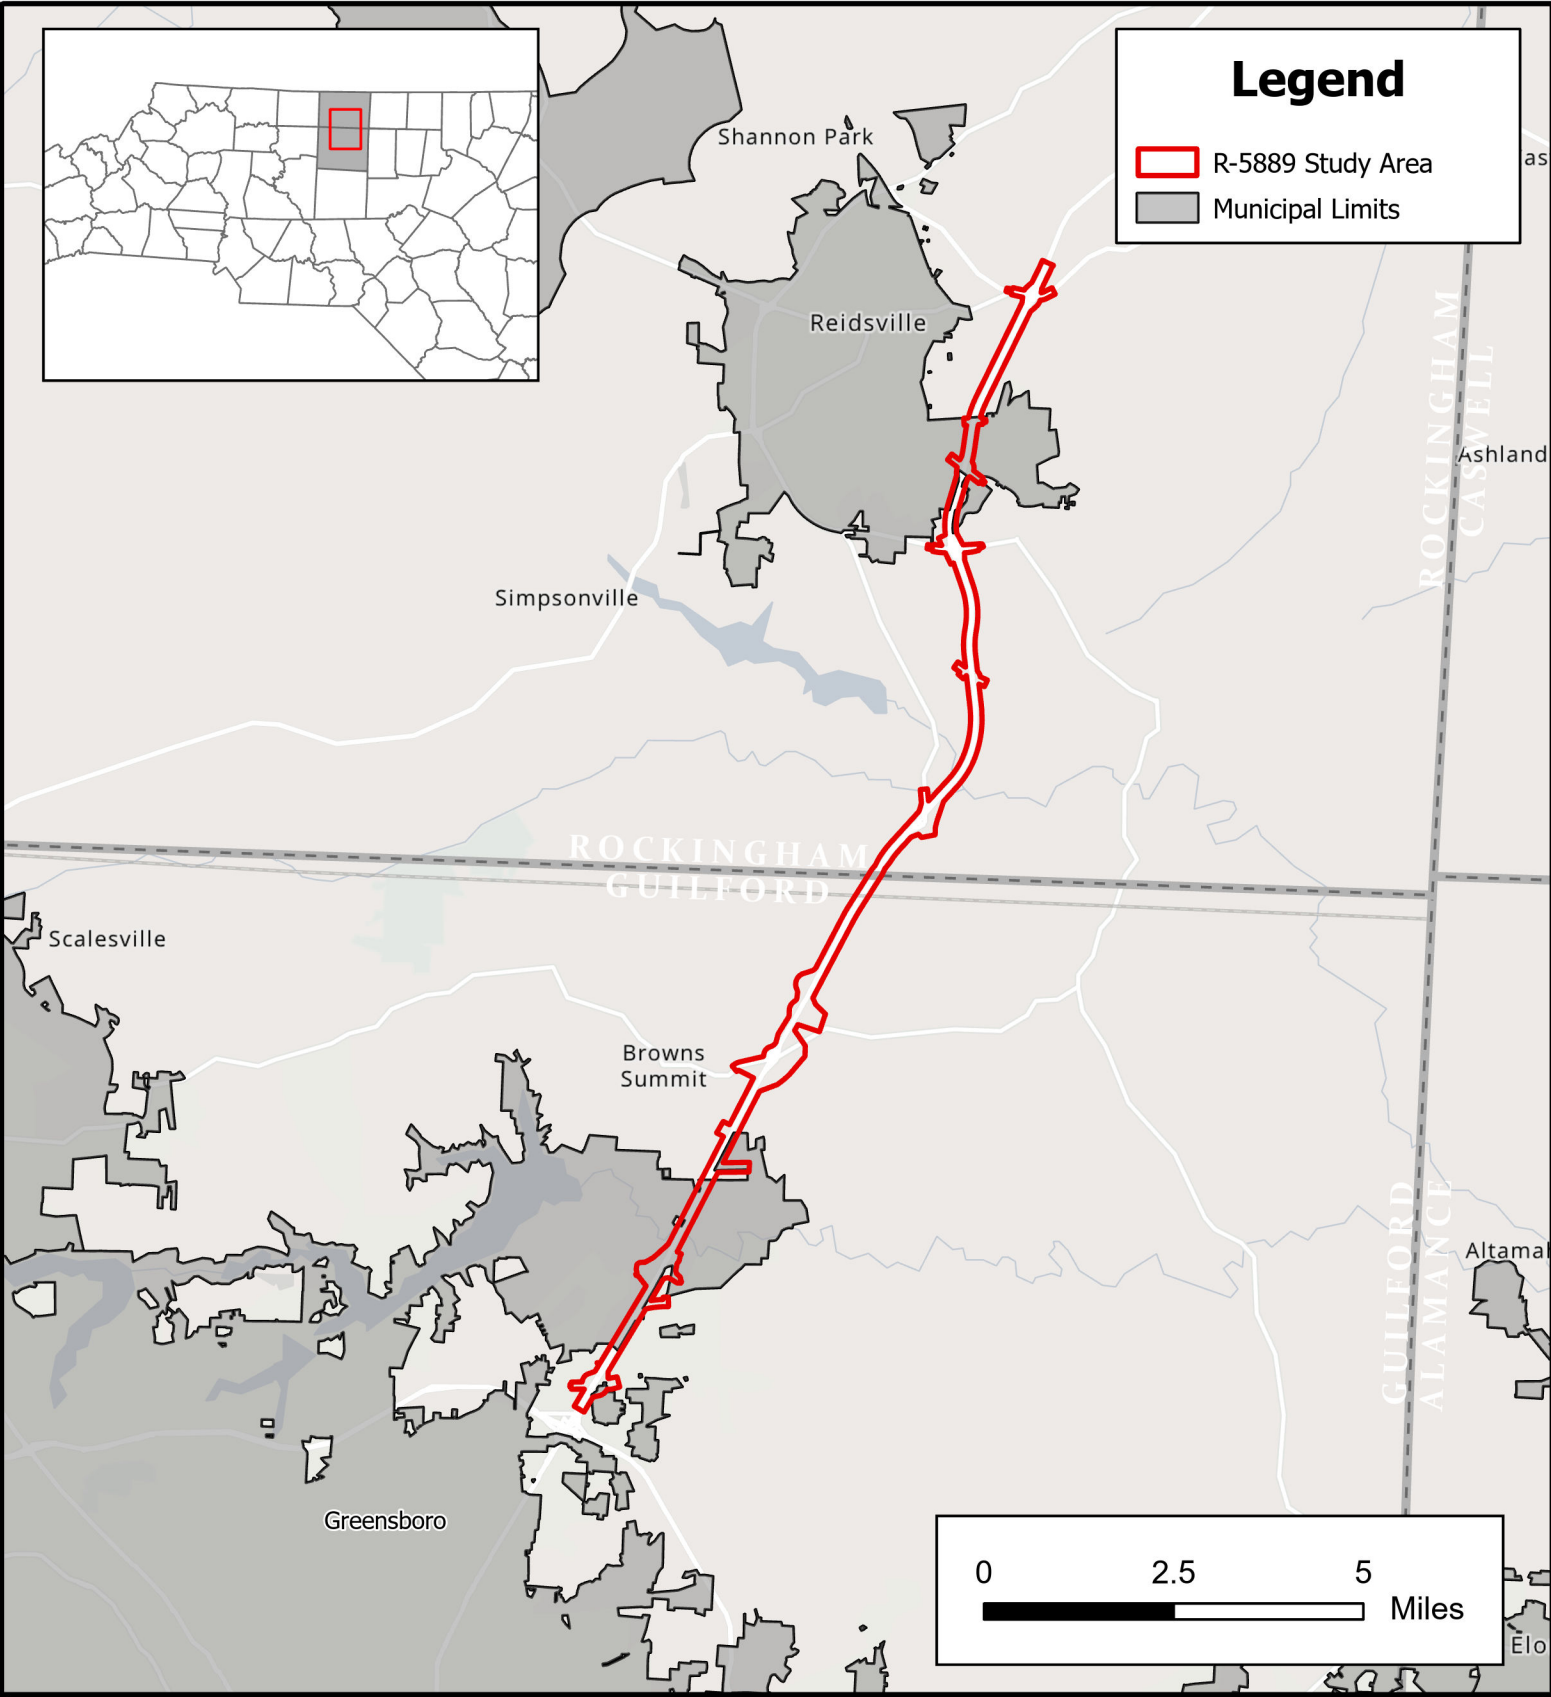 Legend
R-5889 Study Area
Municipal Limits
Shannon Park
Reidsville
ROCKINGHAM
CASWELL
Ashland
Simpsonville
ROCKINGHAM
GUILFORD
Scalesville
Browns
Summit
GUILFORD
ALAMANCE
Altamah
Greensboro
0 2.5 5
Miles
Elo